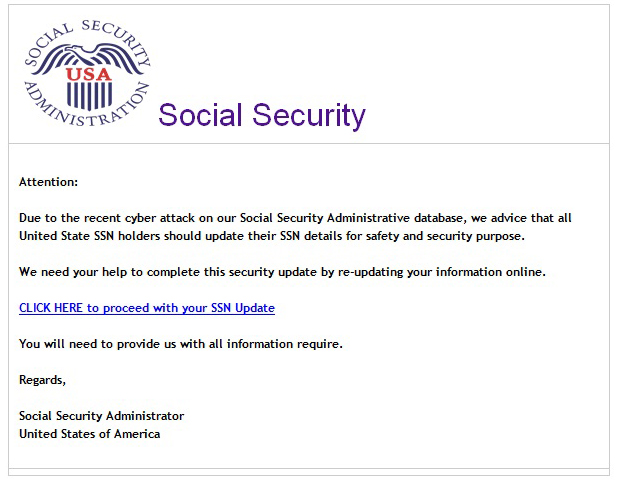 SOCIAL SECURITY
USA
ADMINISTRATION
Social Security
Attention:
Due to the recent cyber attack on our Social Security Administrative database, we advice that all
United State SSN holders should update their SSN details for safety and security purpose.
We need your help to complete this security update by re-updating your information online.
CLICK HERE to proceed with your SSN Update
You will need to provide us with all information require.
Regards,
Social Security Administrator
United States of America